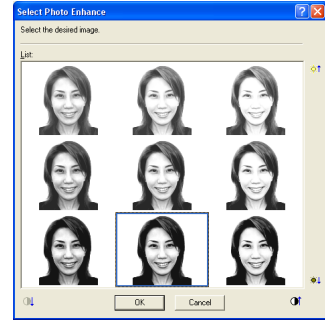 Select Photo Enhance
Select the desired image.
List:
OK Cancel